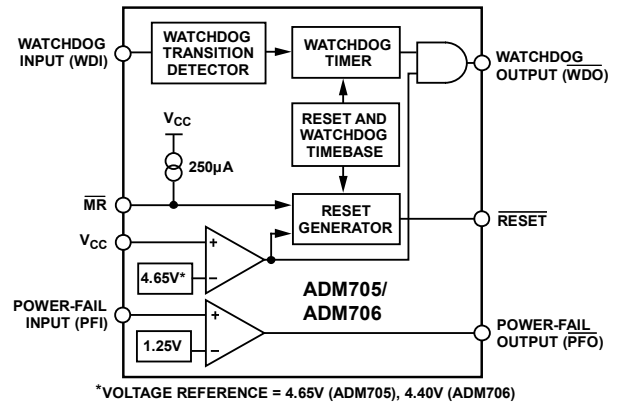 WATCHDOG
INPUT (WDI)
WATCHDOG
TRANSITION
DETECTOR
WATCHDOG
TIMER
WATCHDOG
OUTPUT (WDO)
RESET AND
WATCHDOG
TIMEBASE
VCC
250µA
MR
RESET
GENERATOR
RESET
VCC
+
4.65V*
–
ADM705/
ADM706
POWER-FAIL
INPUT (PFI)
+
1.25V
–
POWER-FAIL
OUTPUT (PFO)
*VOLTAGE REFERENCE = 4.65V (ADM705), 4.40V (ADM706)